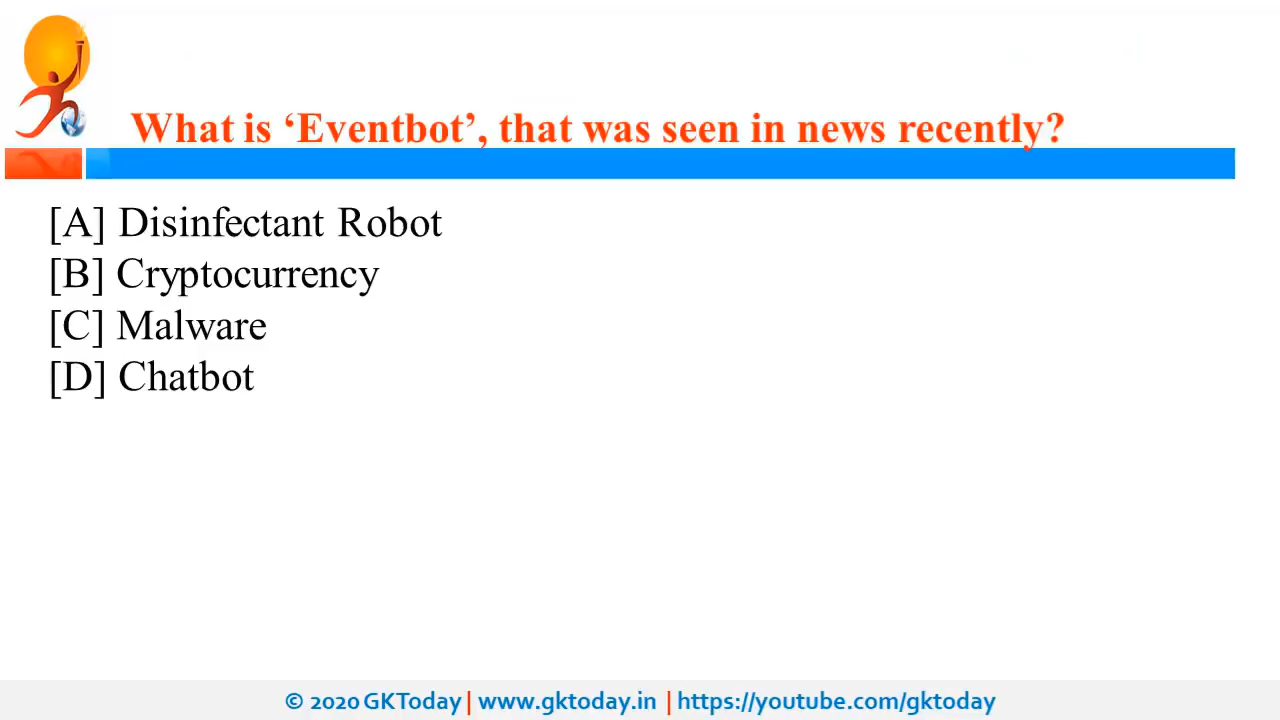 What is ‘Eventbot’, that was seen in news recently?
[A] Disinfectant Robot
[B] Cryptocurrency
[C] Malware
[D] Chatbot
© 2020 GKToday | www.gktoday.in | https://youtube.com/gktoday